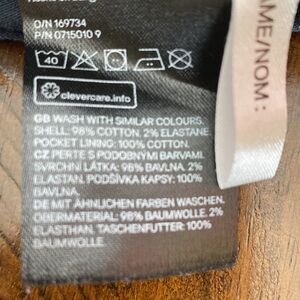 O/N 169734
P/N 0715010 9
40
clevercare.info
GB WASH WITH SIMILAR COLOURS.
SHELL: 98% COTTON. 2% ELASTANE.
POCKET LINING: 100% COTTON.
CZ PERTE S PODOBNÝMI BARVAMI.
SVRCHNÍ LÁTKA: 98% BAVLNA. 2%
ELASTAN. PODŠÍVKA KAPSY: 100%
BAVLNA.
DE MIT ÄHNLICHEN FARBEN WASCHEN.
OBERMATERIAL: 98% BAUMWOLLE. 2%
ELASTHAN. TASCHENFUTTER: 100%
BAUMWOLLE
AME/NOM: